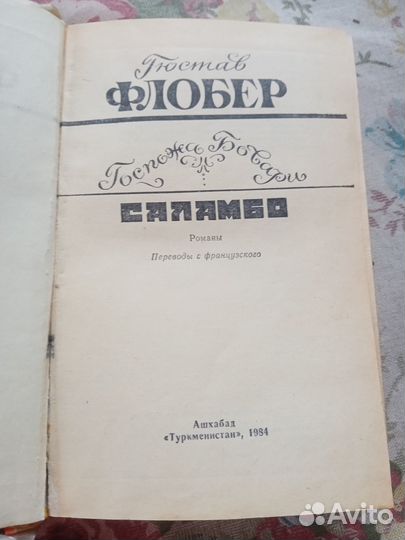 Гюстав
ФЛОБЕР
Госпожа Бовари
САЛАМБО
Романы
Переводы с французского
Ашхабад
«Туркменистан», 1984
Avito